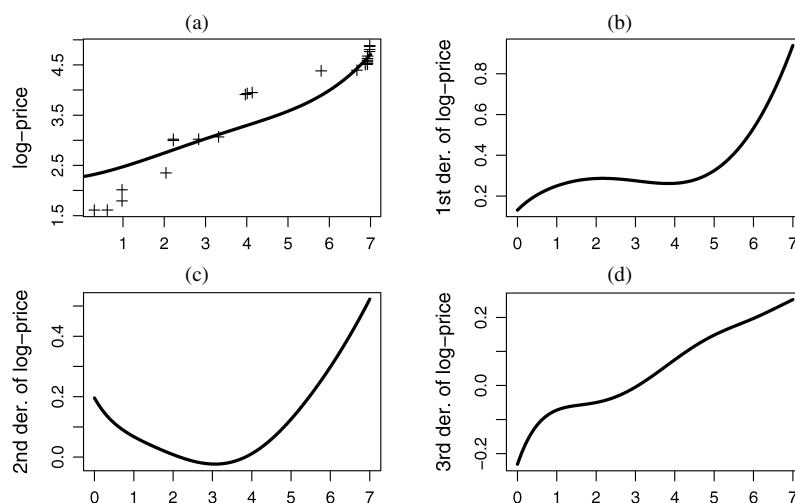 (a)
log−price
1.5 2.5 3.5 4.5
1 2 3 4 5 6 7
(b)
1st der. of log−price
0.2 0.4 0.6 0.8
0 1 2 3 4 5 6 7
(c)
2nd der. of log−price
0.0 0.2 0.4
0 1 2 3 4 5 6 7
(d)
3rd der. of log−price
−0.2 0.0 0.2
0 1 2 3 4 5 6 7